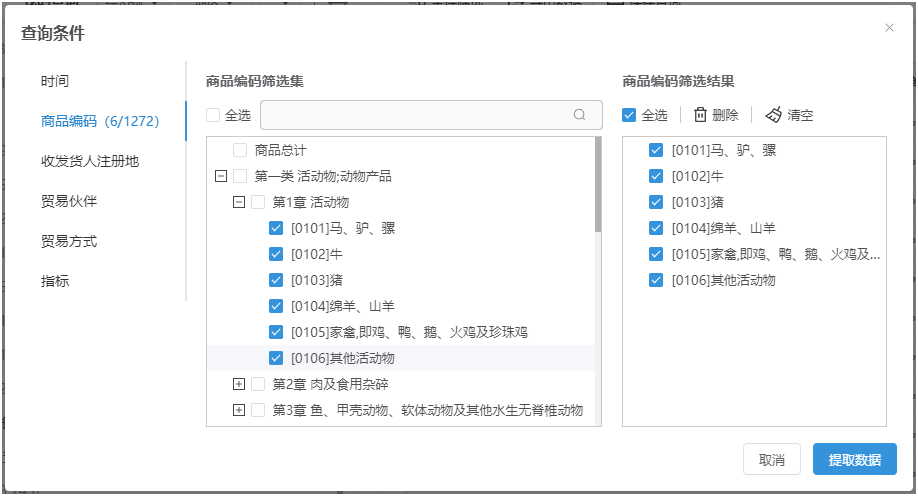 查询条件
时间
商品编码（6/1272）
收发货人注册地
贸易伙伴
贸易方式
指标
商品编码筛选集
全选
商品总计
第一类 活动物;动物产品
第1章 活动物
[0101]马、驴、骡
[0102]牛
[0103]猪
[0104]绵羊、山羊
[0105]家禽,即鸡、鸭、鹅、火鸡及珍珠鸡
[0106]其他活动物
第2章 肉及食用杂碎
第3章 鱼、甲壳动物、软体动物及其他水生无脊椎动物
商品编码筛选结果
全选 删除 清空
[0101]马、驴、骡
[0102]牛
[0103]猪
[0104]绵羊、山羊
[0105]家禽,即鸡、鸭、鹅、火鸡及...
[0106]其他活动物
取消 提取数据